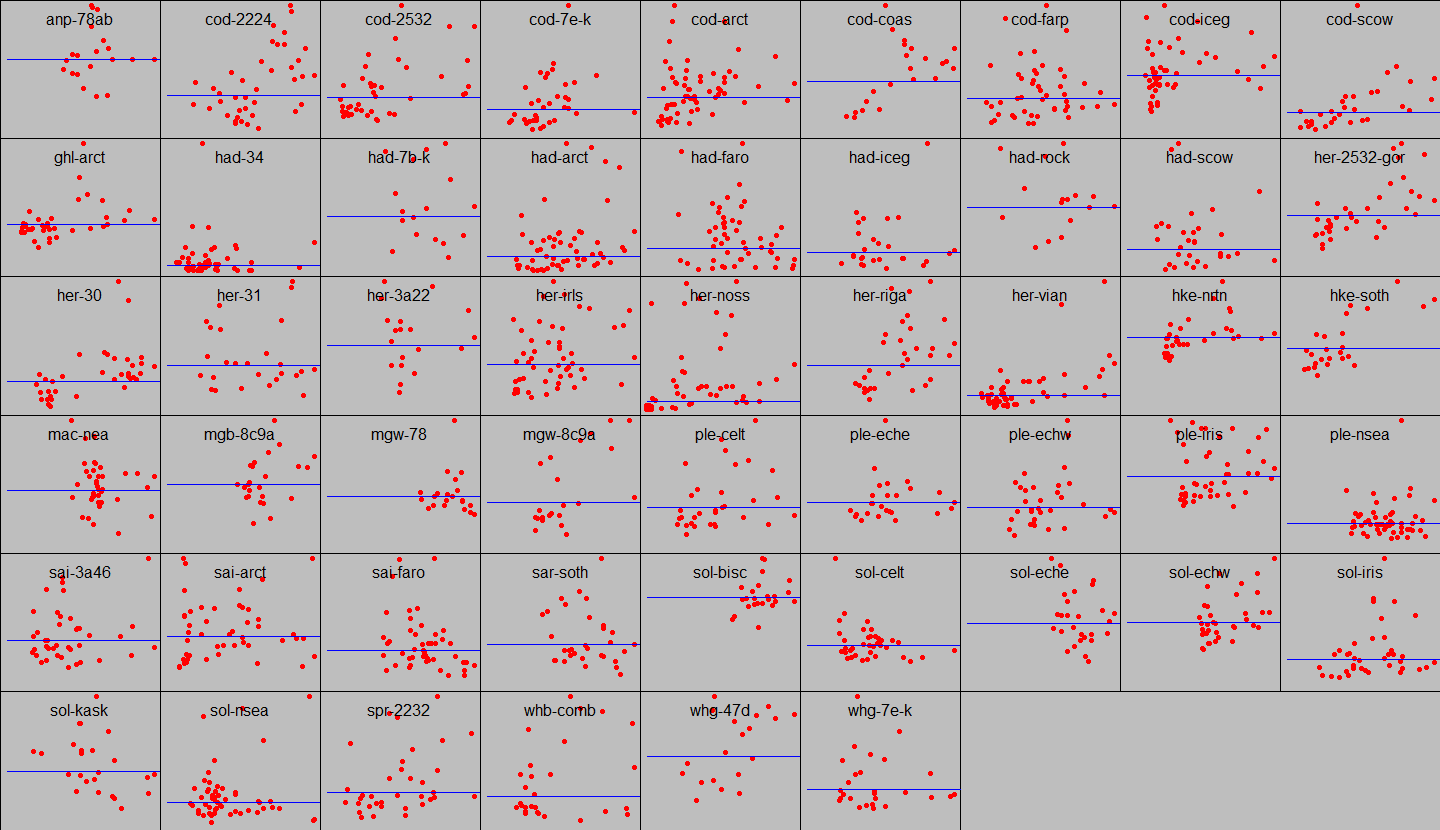 anp-78ab cod-2224 cod-2532 cod-7e-k cod-arct cod-coas cod-farp cod-iceg cod-scow
ghl-arct had-34 had-7b-k had-arct had-faro had-iceg had-rock had-scow her-2532-gor
her-30 her-31 her-3a22 her-irls her-noss her-riga her-vian hke-nrtn hke-soth
mac-nea mgb-8c9a mgw-78 mgw-8c9a ple-celt ple-eche ple-echw ple-iris ple-nsea
sai-3a46 sai-arct sai-faro sar-soth sol-bisc sol-celt sol-eche sol-echw sol-iris
sol-kask sol-nsea spr-2232 whb-comb whg-47d whg-7e-k